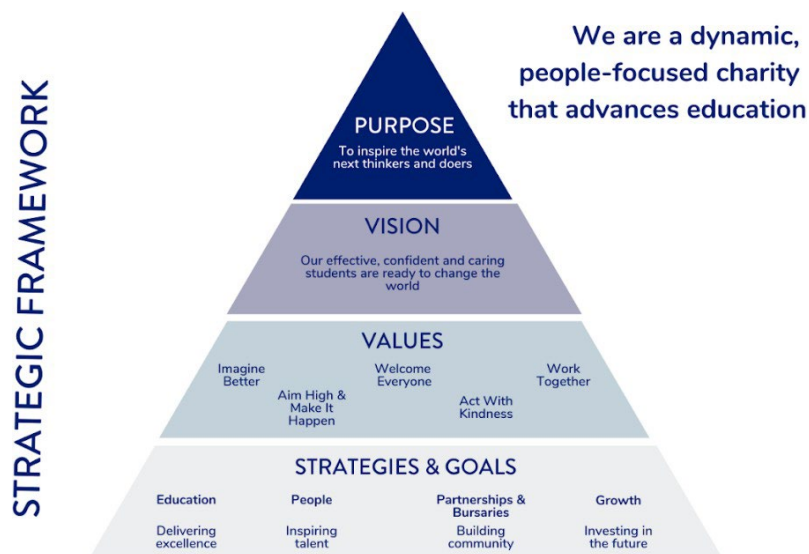 STRATEGIC FRAMEWORK
We are a dynamic,
people-focused charity
that advances education
PURPOSE
To inspire the world's
next thinkers and doers
VISION
Our effective, confident and caring
students are ready to change the
world
VALUES
Imagine
Better
Aim High &
Make It
Happen
Welcome
Everyone
Act With
Kindness
Work
Together
STRATEGIES & GOALS
Education
Delivering
excellence
People
Inspiring
talent
Partnerships &
Bursaries
Building
community
Growth
Investing in
the future